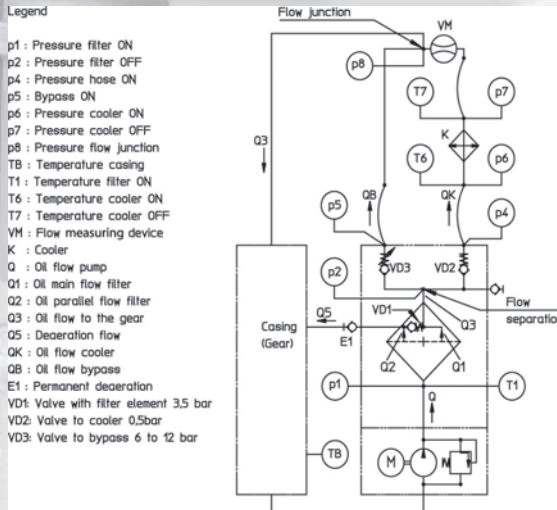 Legend
p1 : Pressure filter ON
p2 : Pressure filter OFF
p4 : Pressure hose ON
p5 : Bypass ON
p6 : Pressure cooler ON
p7 : Pressure cooler OFF
p8 : Pressure flow junction
TB : Temperature casing
T1 : Temperature filter ON
T6 : Temperature cooler ON
T7 : Temperature cooler OFF
VM : Flow measuring device
K : Cooler
Q : Oil flow pump
Q1 : Oil main flow filter
Q2 : Oil parallel flow filter
Q3 : Oil flow to the gear
Q5 : Deaeration flow
QK : Oil flow cooler
QB : Oil flow bypass
E1 : Permanent deaeration
VD1: Valve with filter element 3,5 bar
VD2: Valve to cooler 0,5bar
VD3: Valve to bypass 6 to 12 bar
Flow junction
VM
p8
T7
p7
K
Q3
T6
p6
QB
QK
p5
p4
VD3
VD2
p2
Flow
separation
VD1
Q5
Q3
Casing
(Gear)
E1
Q2
Q1
p1
T1
Q
TB
M